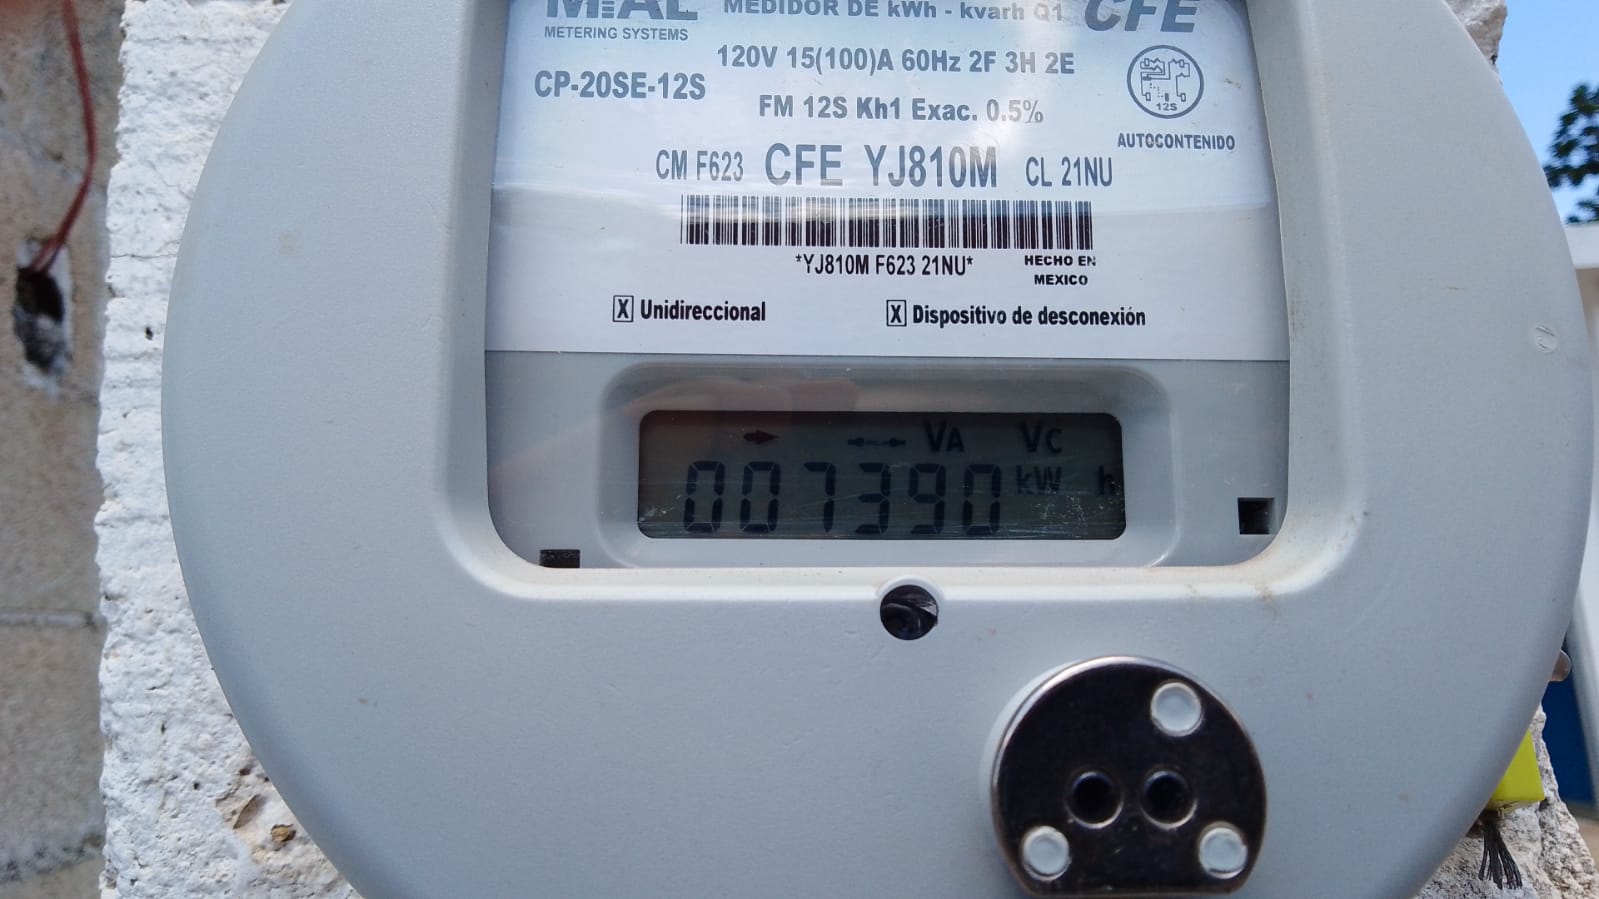 METERING SYSTEMS
MEDIDOR DE kWh - kvarh Q1
CFE
120V 15(100)A 60Hz 2F 3H 2E
CP-20SE-12S
FM 12S Kh1 Exac. 0.5%
12S
AUTOCONTENIDO
CM F623 CFE YJ810M CL 21NU
*YJ810M F623 21NU*
HECHO EN
MEXICO
X Unidireccional
X Dispositivo de desconexión
VA VC
007390 kW h